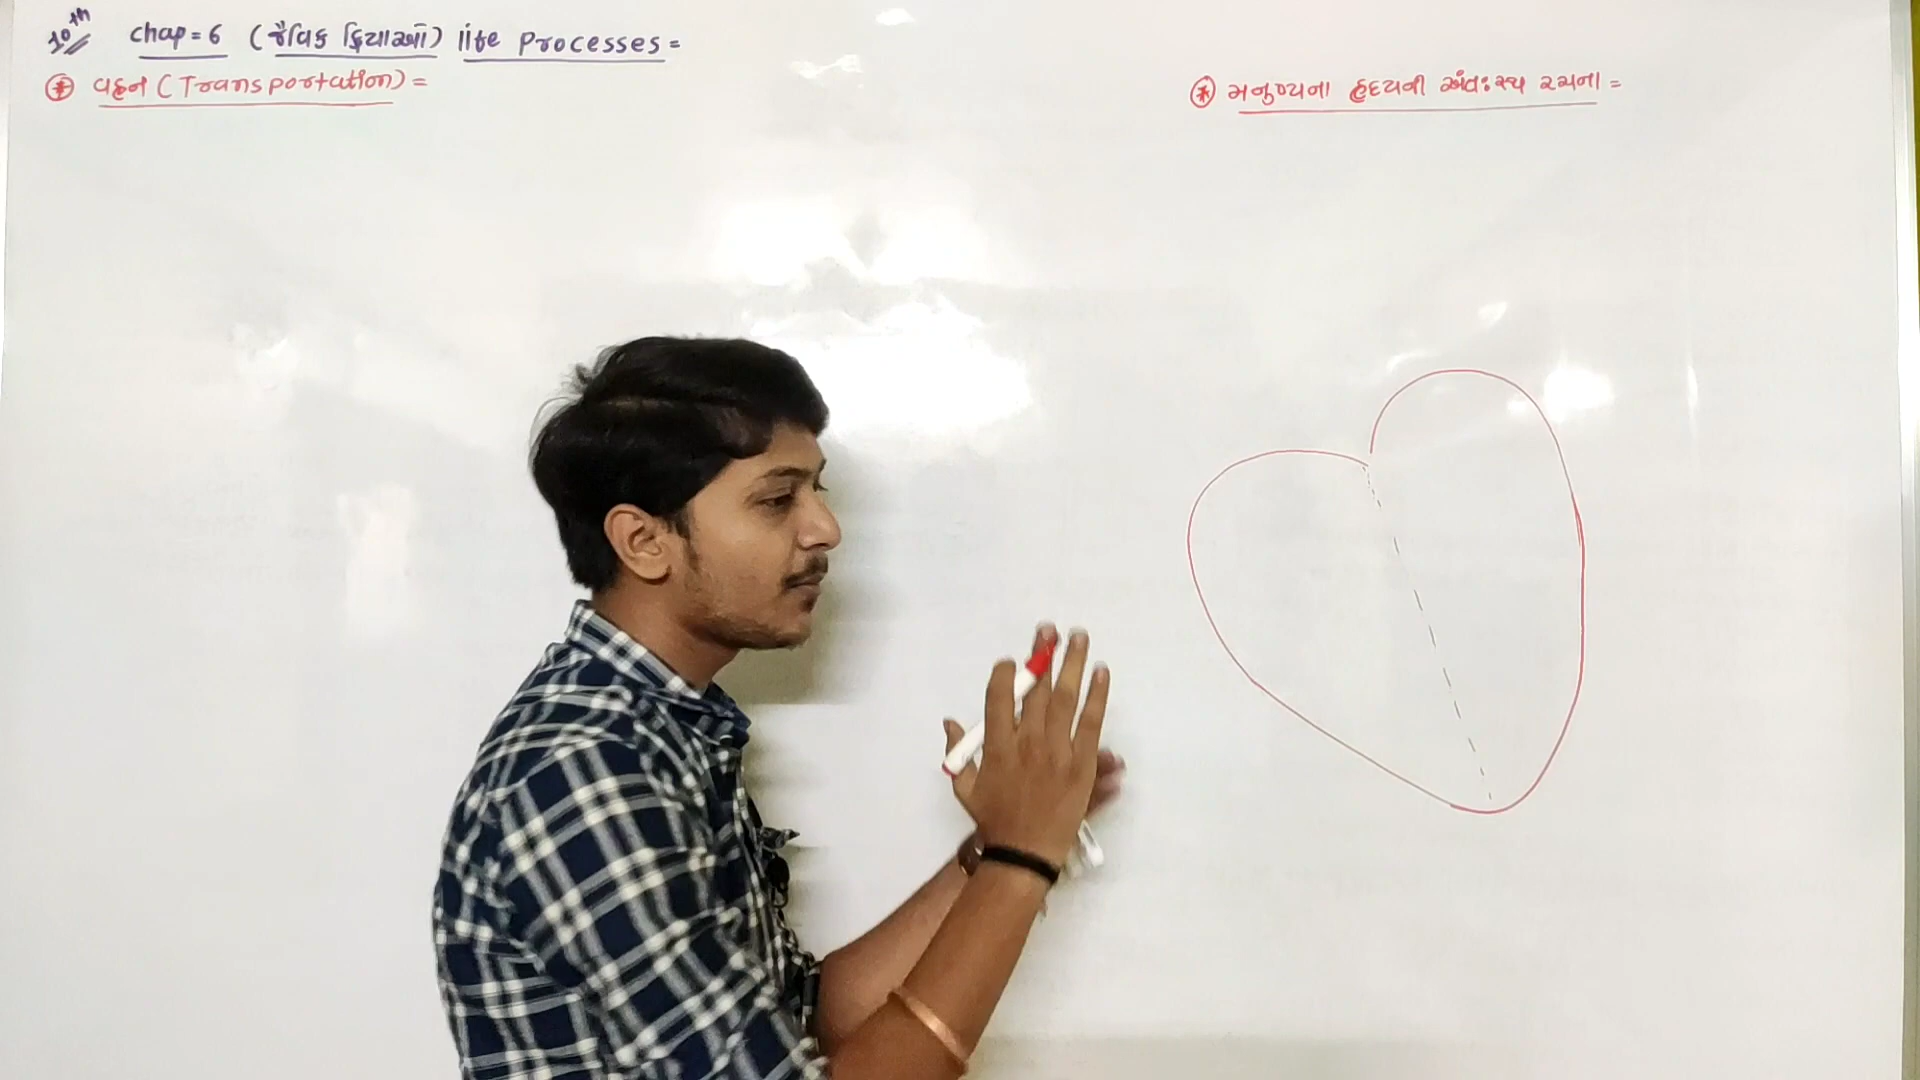 10th chap = 6 (જૈવિક ક્રિયાઓ) life Processes =
* વહન (Transportation) =
* મનુષ્યના હૃદયની અંતઃસ્થ રચના =